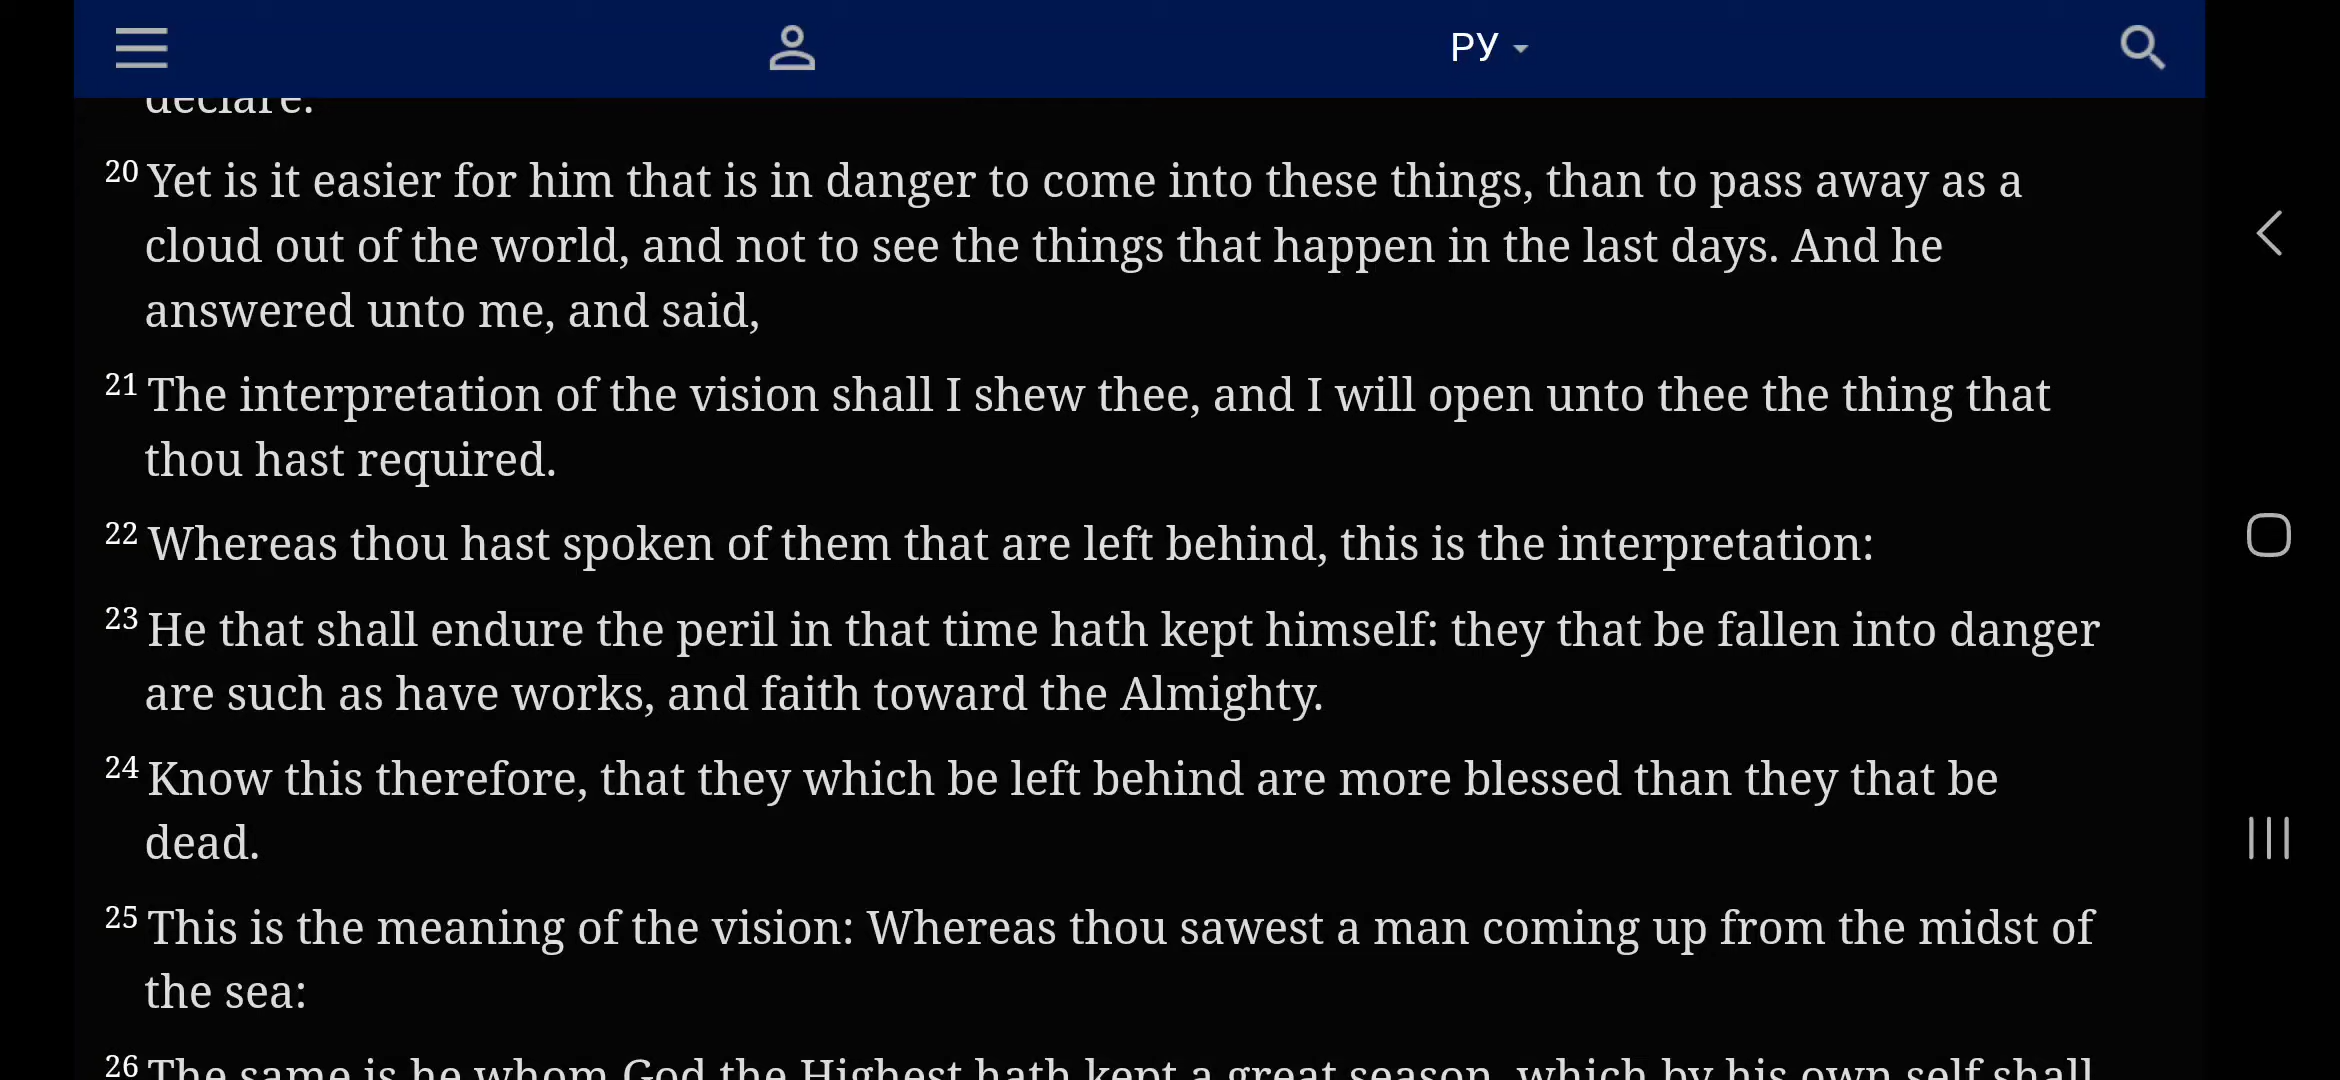 РУ
declare.
20 Yet is it easier for him that is in danger to come into these things, than to pass away as a
cloud out of the world, and not to see the things that happen in the last days. And he
answered unto me, and said,
21 The interpretation of the vision shall I shew thee, and I will open unto thee the thing that
thou hast required.
22 Whereas thou hast spoken of them that are left behind, this is the interpretation:
23 He that shall endure the peril in that time hath kept himself: they that be fallen into danger
are such as have works, and faith toward the Almighty.
24 Know this therefore, that they which be left behind are more blessed than they that be
dead.
25 This is the meaning of the vision: Whereas thou sawest a man coming up from the midst of
the sea:
26 The same is he whom God the Highest hath kept a great season, which by his own self shall